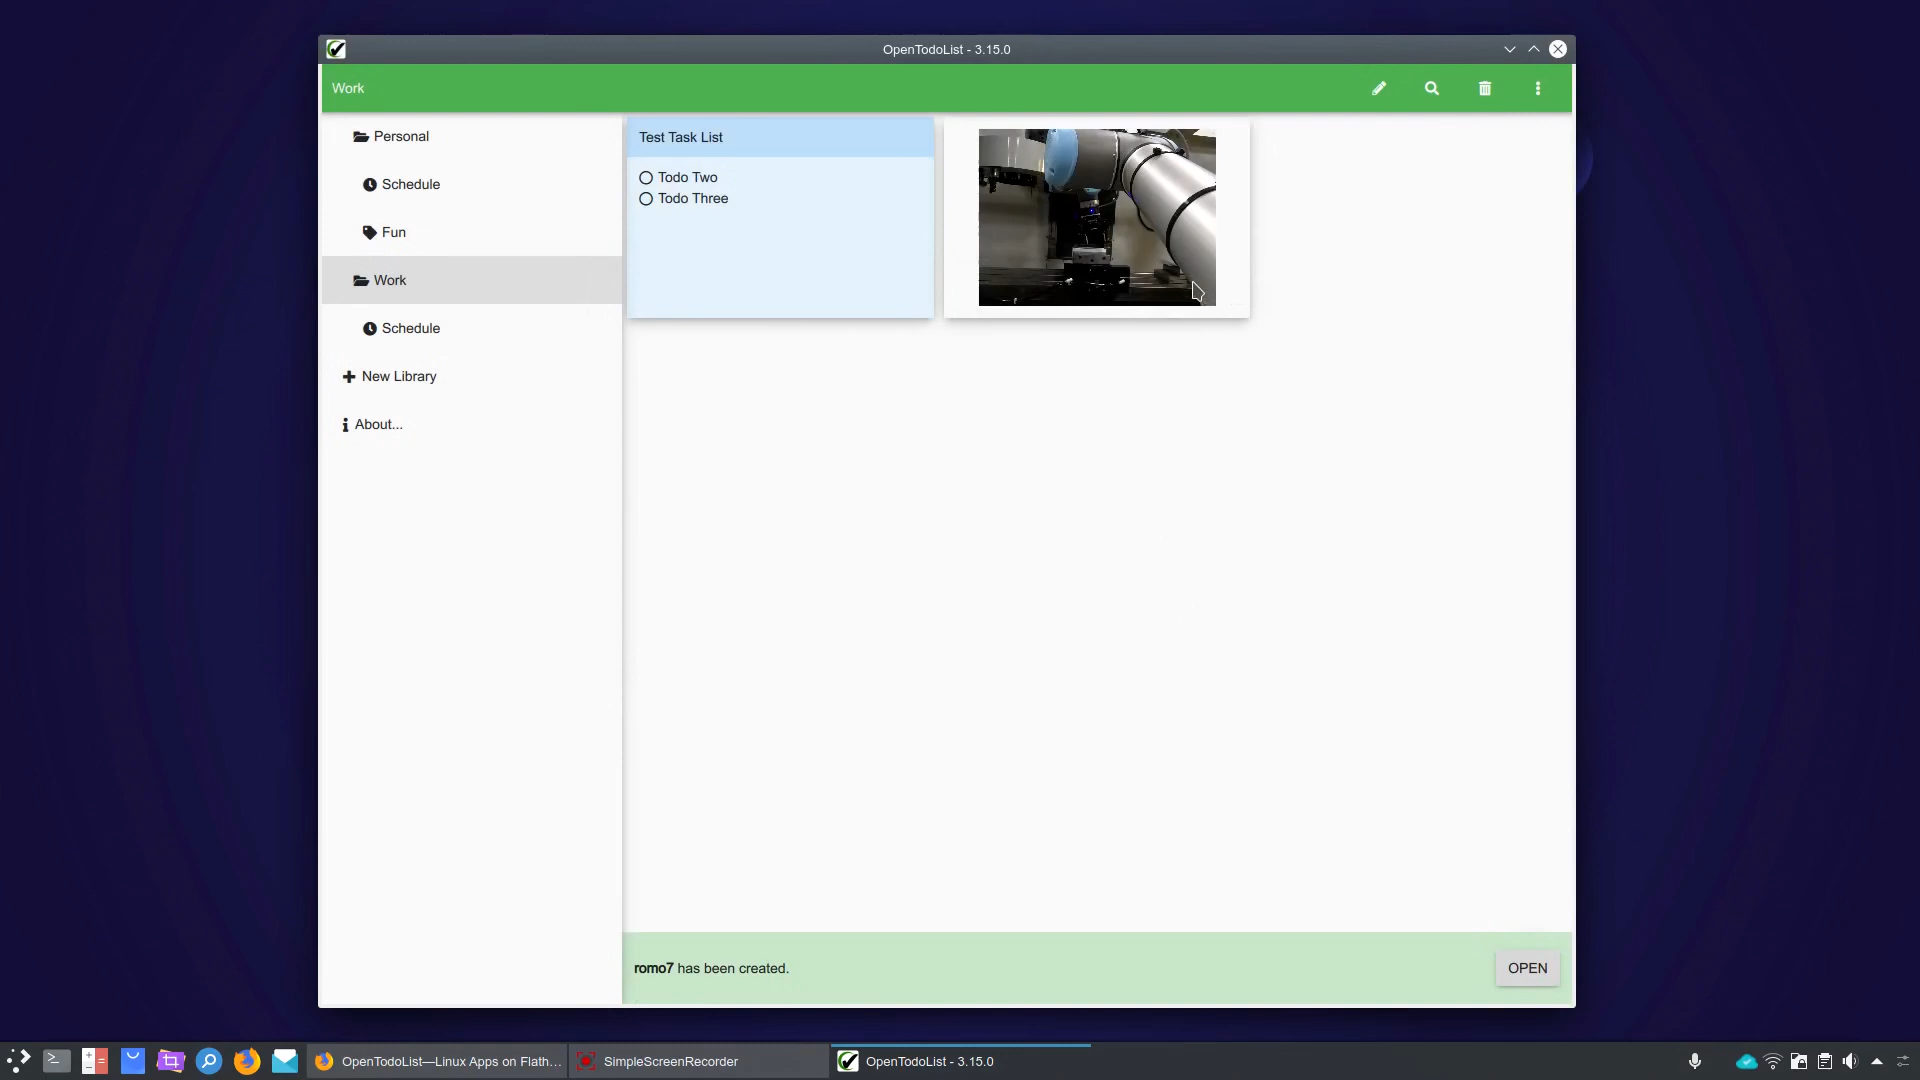 OpenTodoList - 3.15.0
Work
Personal
Schedule
Fun
Work
Schedule
New Library
About...
Test Task List
Todo Two
Todo Three
romo7 has been created.
OPEN
OpenTodoList—Linux Apps on Flath...
SimpleScreenRecorder
OpenTodoList - 3.15.0